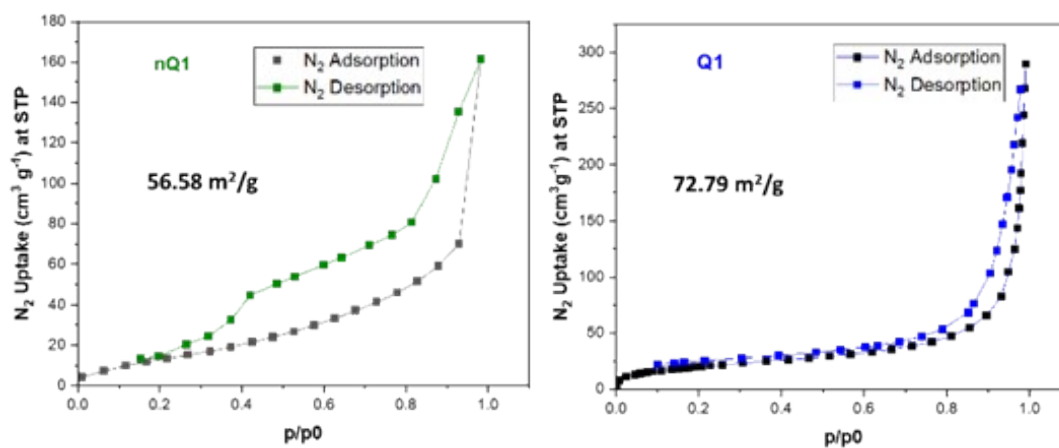 nQ1
N₂ Adsorption
N₂ Desorption
56.58 m²/g
N₂ Uptake (cm³ g⁻¹) at STP
180
160
140
120
100
80
60
40
20
0
0.0 0.2 0.4 0.6 0.8 1.0
p/p0
Q1
N₂ Adsorption
N₂ Desorption
72.79 m²/g
N₂ Uptake (cm³g⁻¹) at STP
300
250
200
150
100
50
0
0.0 0.2 0.4 0.6 0.8 1.0
p/p0